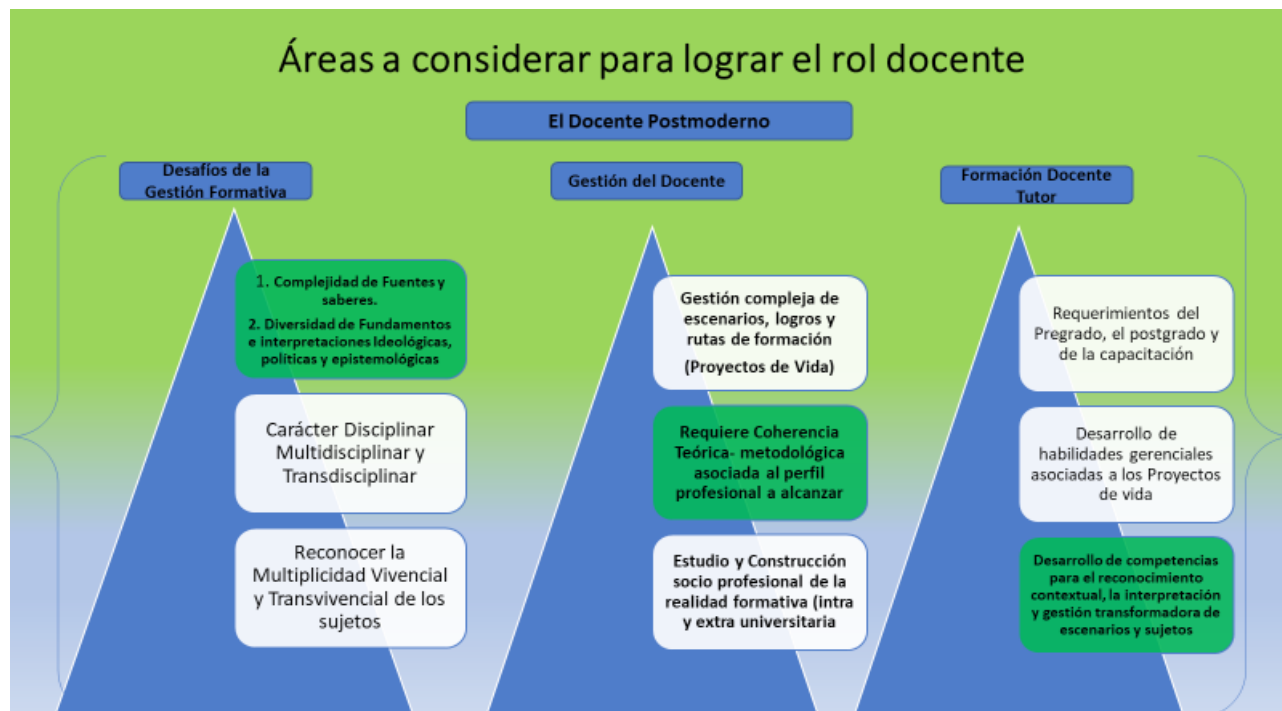 Áreas a considerar para lograr el rol docente
El Docente Postmoderno
Desafíos de la
Gestión Formativa
1. Complejidad de Fuentes y
saberes.
2. Diversidad de Fundamentos
e interpretaciones Ideológicas,
políticas y epistemológicas
Carácter Disciplinar
Multidisciplinar y
Transdisciplinar
Reconocer la
Multiplicidad Vivencial
y Transvivencial de los
sujetos
Gestión del Docente
Gestión compleja de
escenarios, logros y
rutas de formación
(Proyectos de Vida)
Requiere Coherencia
Teórica- metodológica
asociada al perfil
profesional a alcanzar
Estudio y Construcción
socio profesional de la
realidad formativa (intra
y extra universitaria
Formación Docente
Tutor
Requerimientos del
Pregrado, el postgrado y
de la capacitación
Desarrollo de
habilidades gerenciales
asociadas a los Proyectos
de vida
Desarrollo de competencias
para el reconocimiento
contextual, la interpretación
y gestión transformadora de
escenarios y sujetos